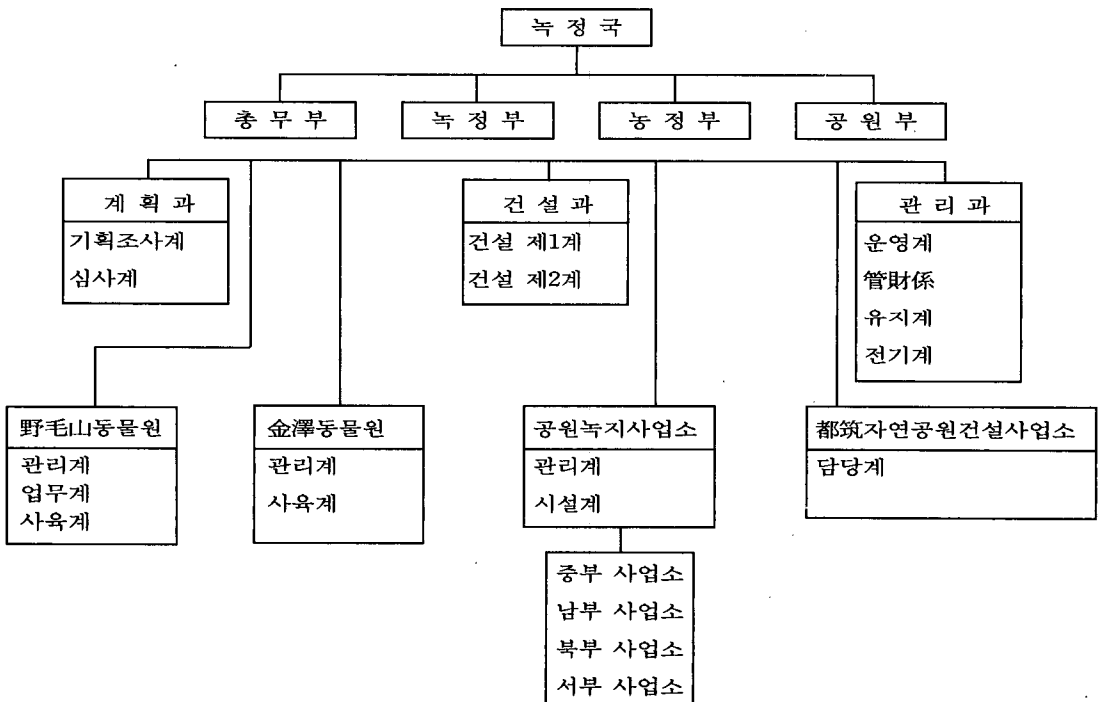 녹 정 국
총 무 부
녹 정 부
농 정 부
공 원 부
계 획 과
기획조사계
심사계
건 설 과
건설 제1계
건설 제2계
관 리 과
운영계
管財係
유지계
전기계
野毛山동물원
관리계
업무계
사육계
金澤동물원
관리계
사육계
공원녹지사업소
관리계
시설계
중부 사업소
남부 사업소
북부 사업소
서부 사업소
都筑자연공원건설사업소
담당계